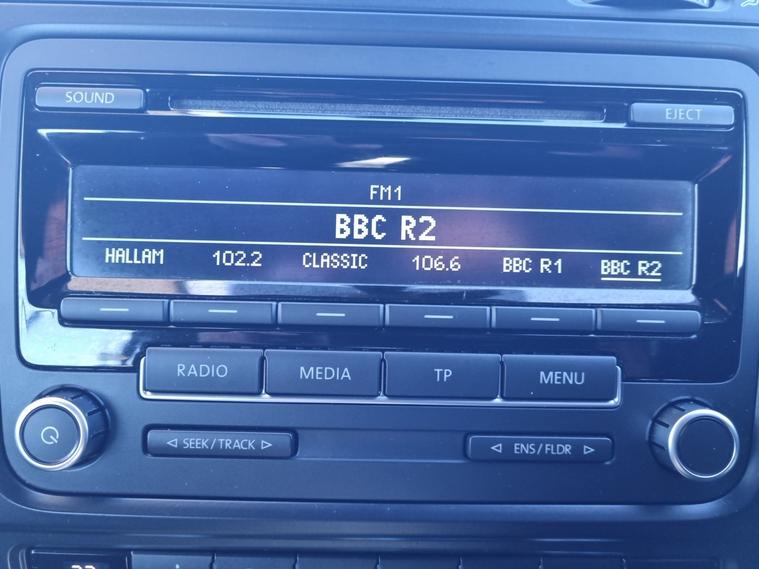 SOUND
EJECT
FM1
BBC R2
HALLAM 102.2 CLASSIC 106.6 BBC R1 BBC R2
RADIO MEDIA TP MENU
SEEK/TRACK
ENS/FLDR